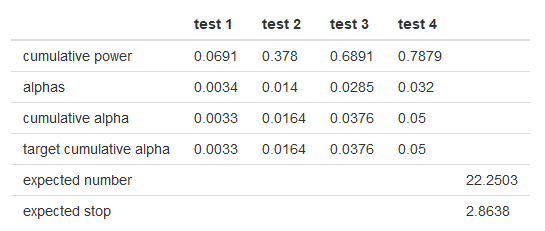 test 1 test 2 test 3 test 4
cumulative power 0.0691 0.378 0.6891 0.7879
alphas 0.0034 0.014 0.0285 0.032
cumulative alpha 0.0033 0.0164 0.0376 0.05
target cumulative alpha 0.0033 0.0164 0.0376 0.05
expected number 22.2503
expected stop 2.8638